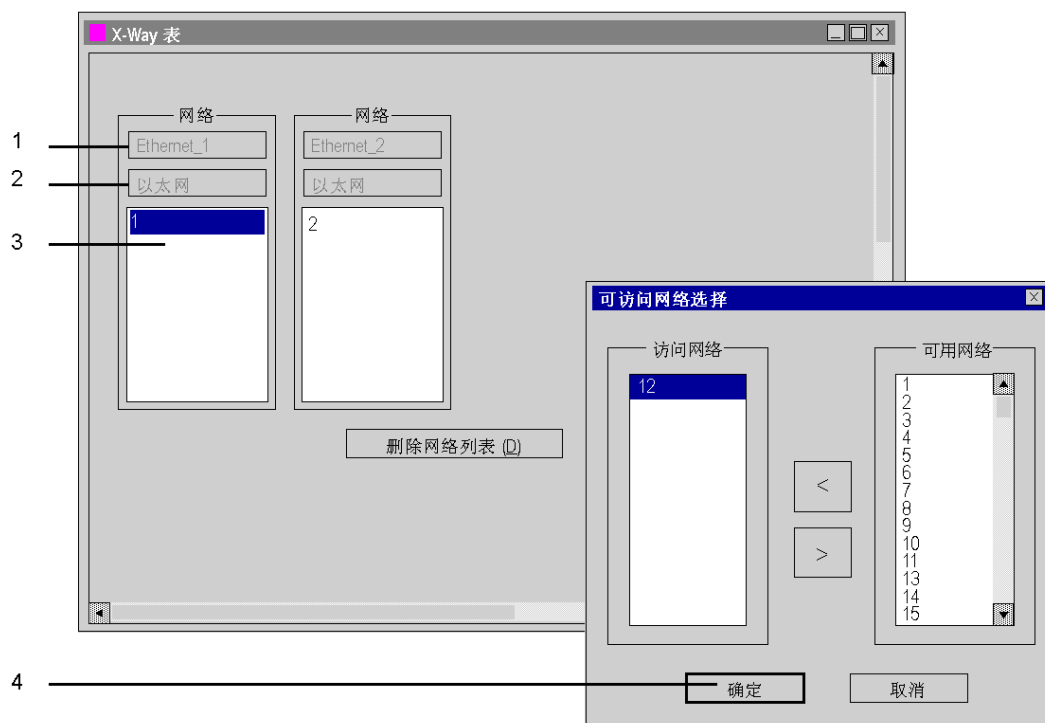 X-Way 表
网络
网络
1
Ethernet_1
Ethernet_2
2
以太网
以太网
3
1
2
可访问网络选择
访问网络
可用网络
12
1
2
3
4
5
6
7
8
9
10
11
13
14
15
<
>
删除网络列表 (D)
4
确定
取消